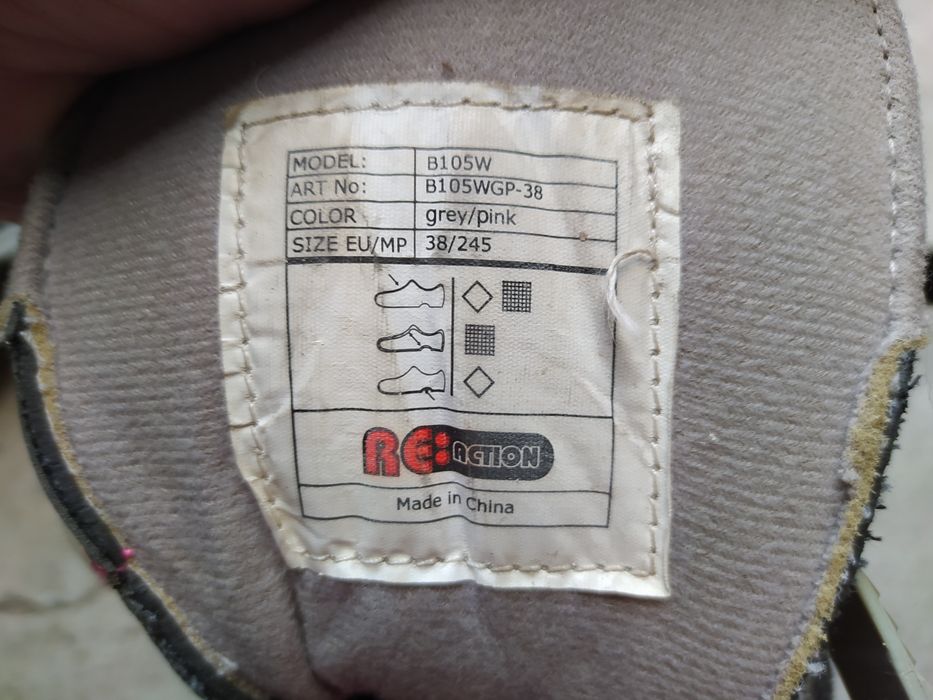 MODEL: B105W
ART No: B105WGP-38
COLOR grey/pink
SIZE EU/MP 38/245
RE:ACTION
Made in China